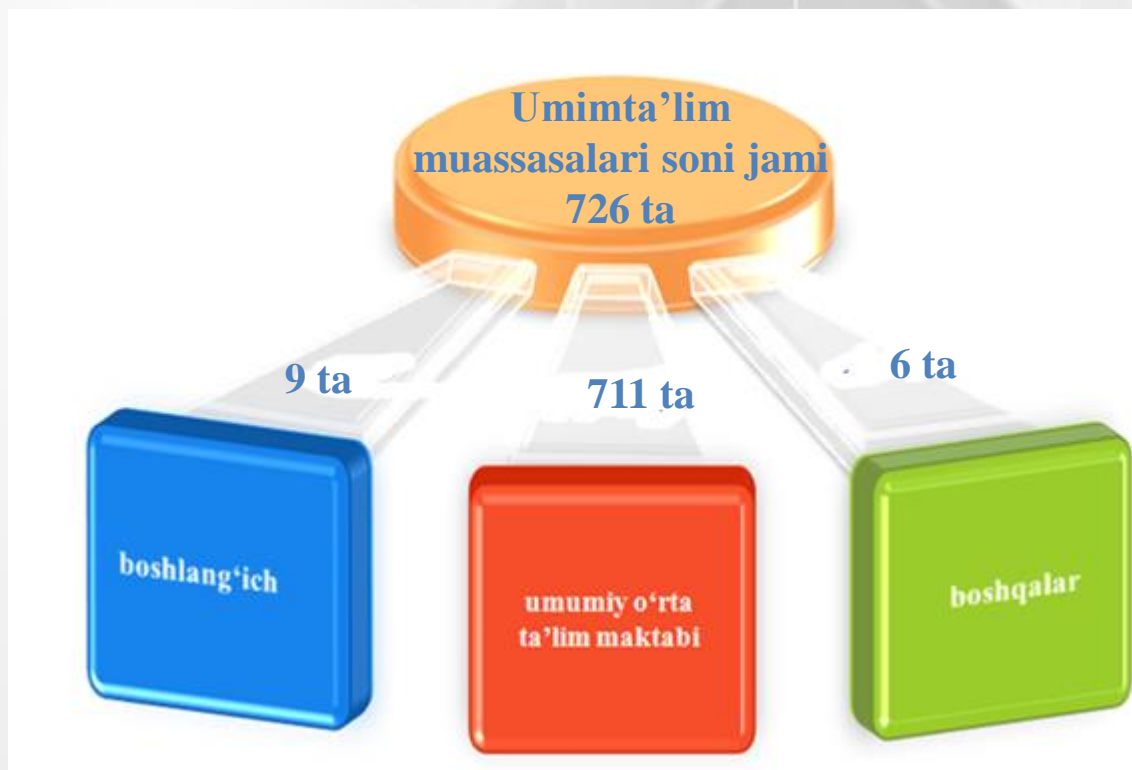 Umimta’lim
muassasalari soni jami
726 ta
9 ta
711 ta
6 ta
boshlang‘ich
umumiy o‘rta
ta’lim maktabi
boshqalar